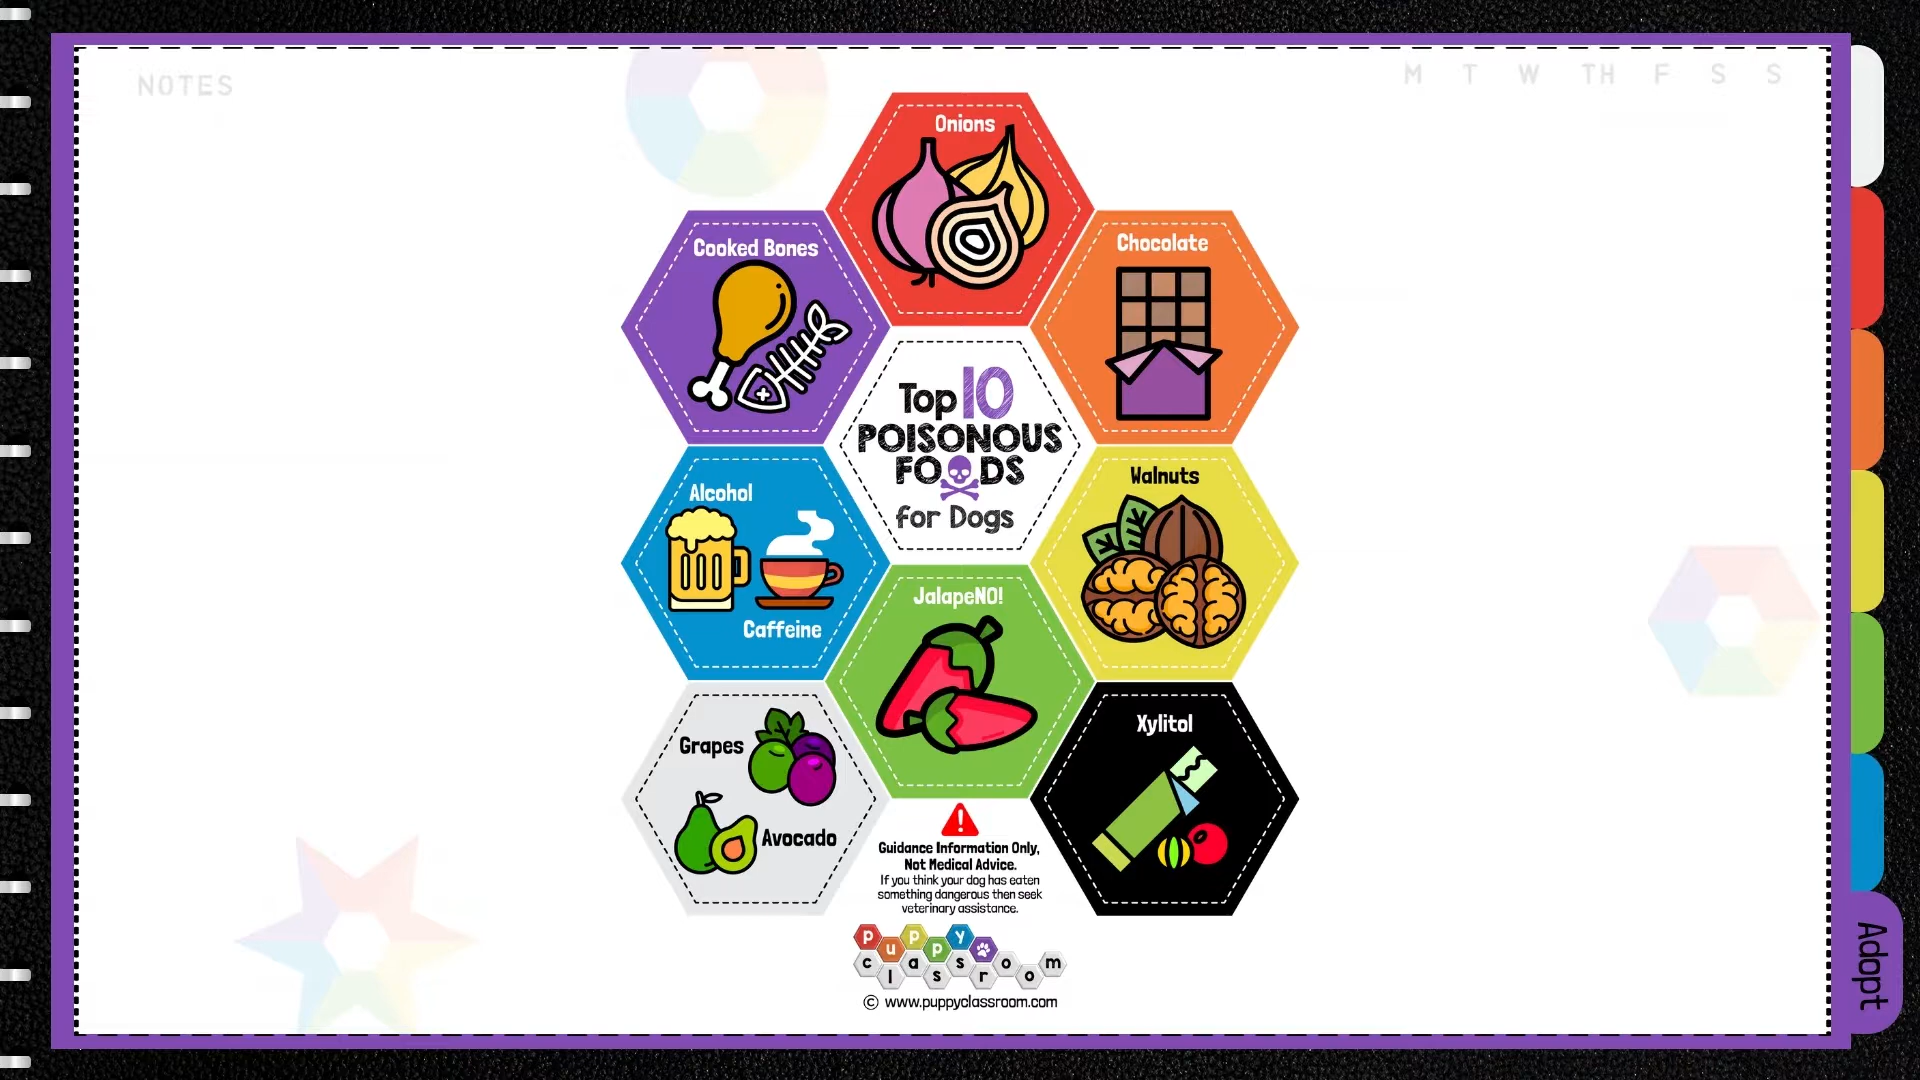 NOTES
M T W TH F S S
Onions
Cooked Bones
Chocolate
Top 10
POISONOUS
FOODS
for Dogs
Alcohol
Caffeine
Walnuts
JalapeNO!
Grapes
Avocado
Xylitol
Guidance Information Only,
Not Medical Advice.
If you think your dog has eaten
something dangerous then seek
veterinary assistance.
puppy
classroom
© www.puppyclassroom.com
Adopt